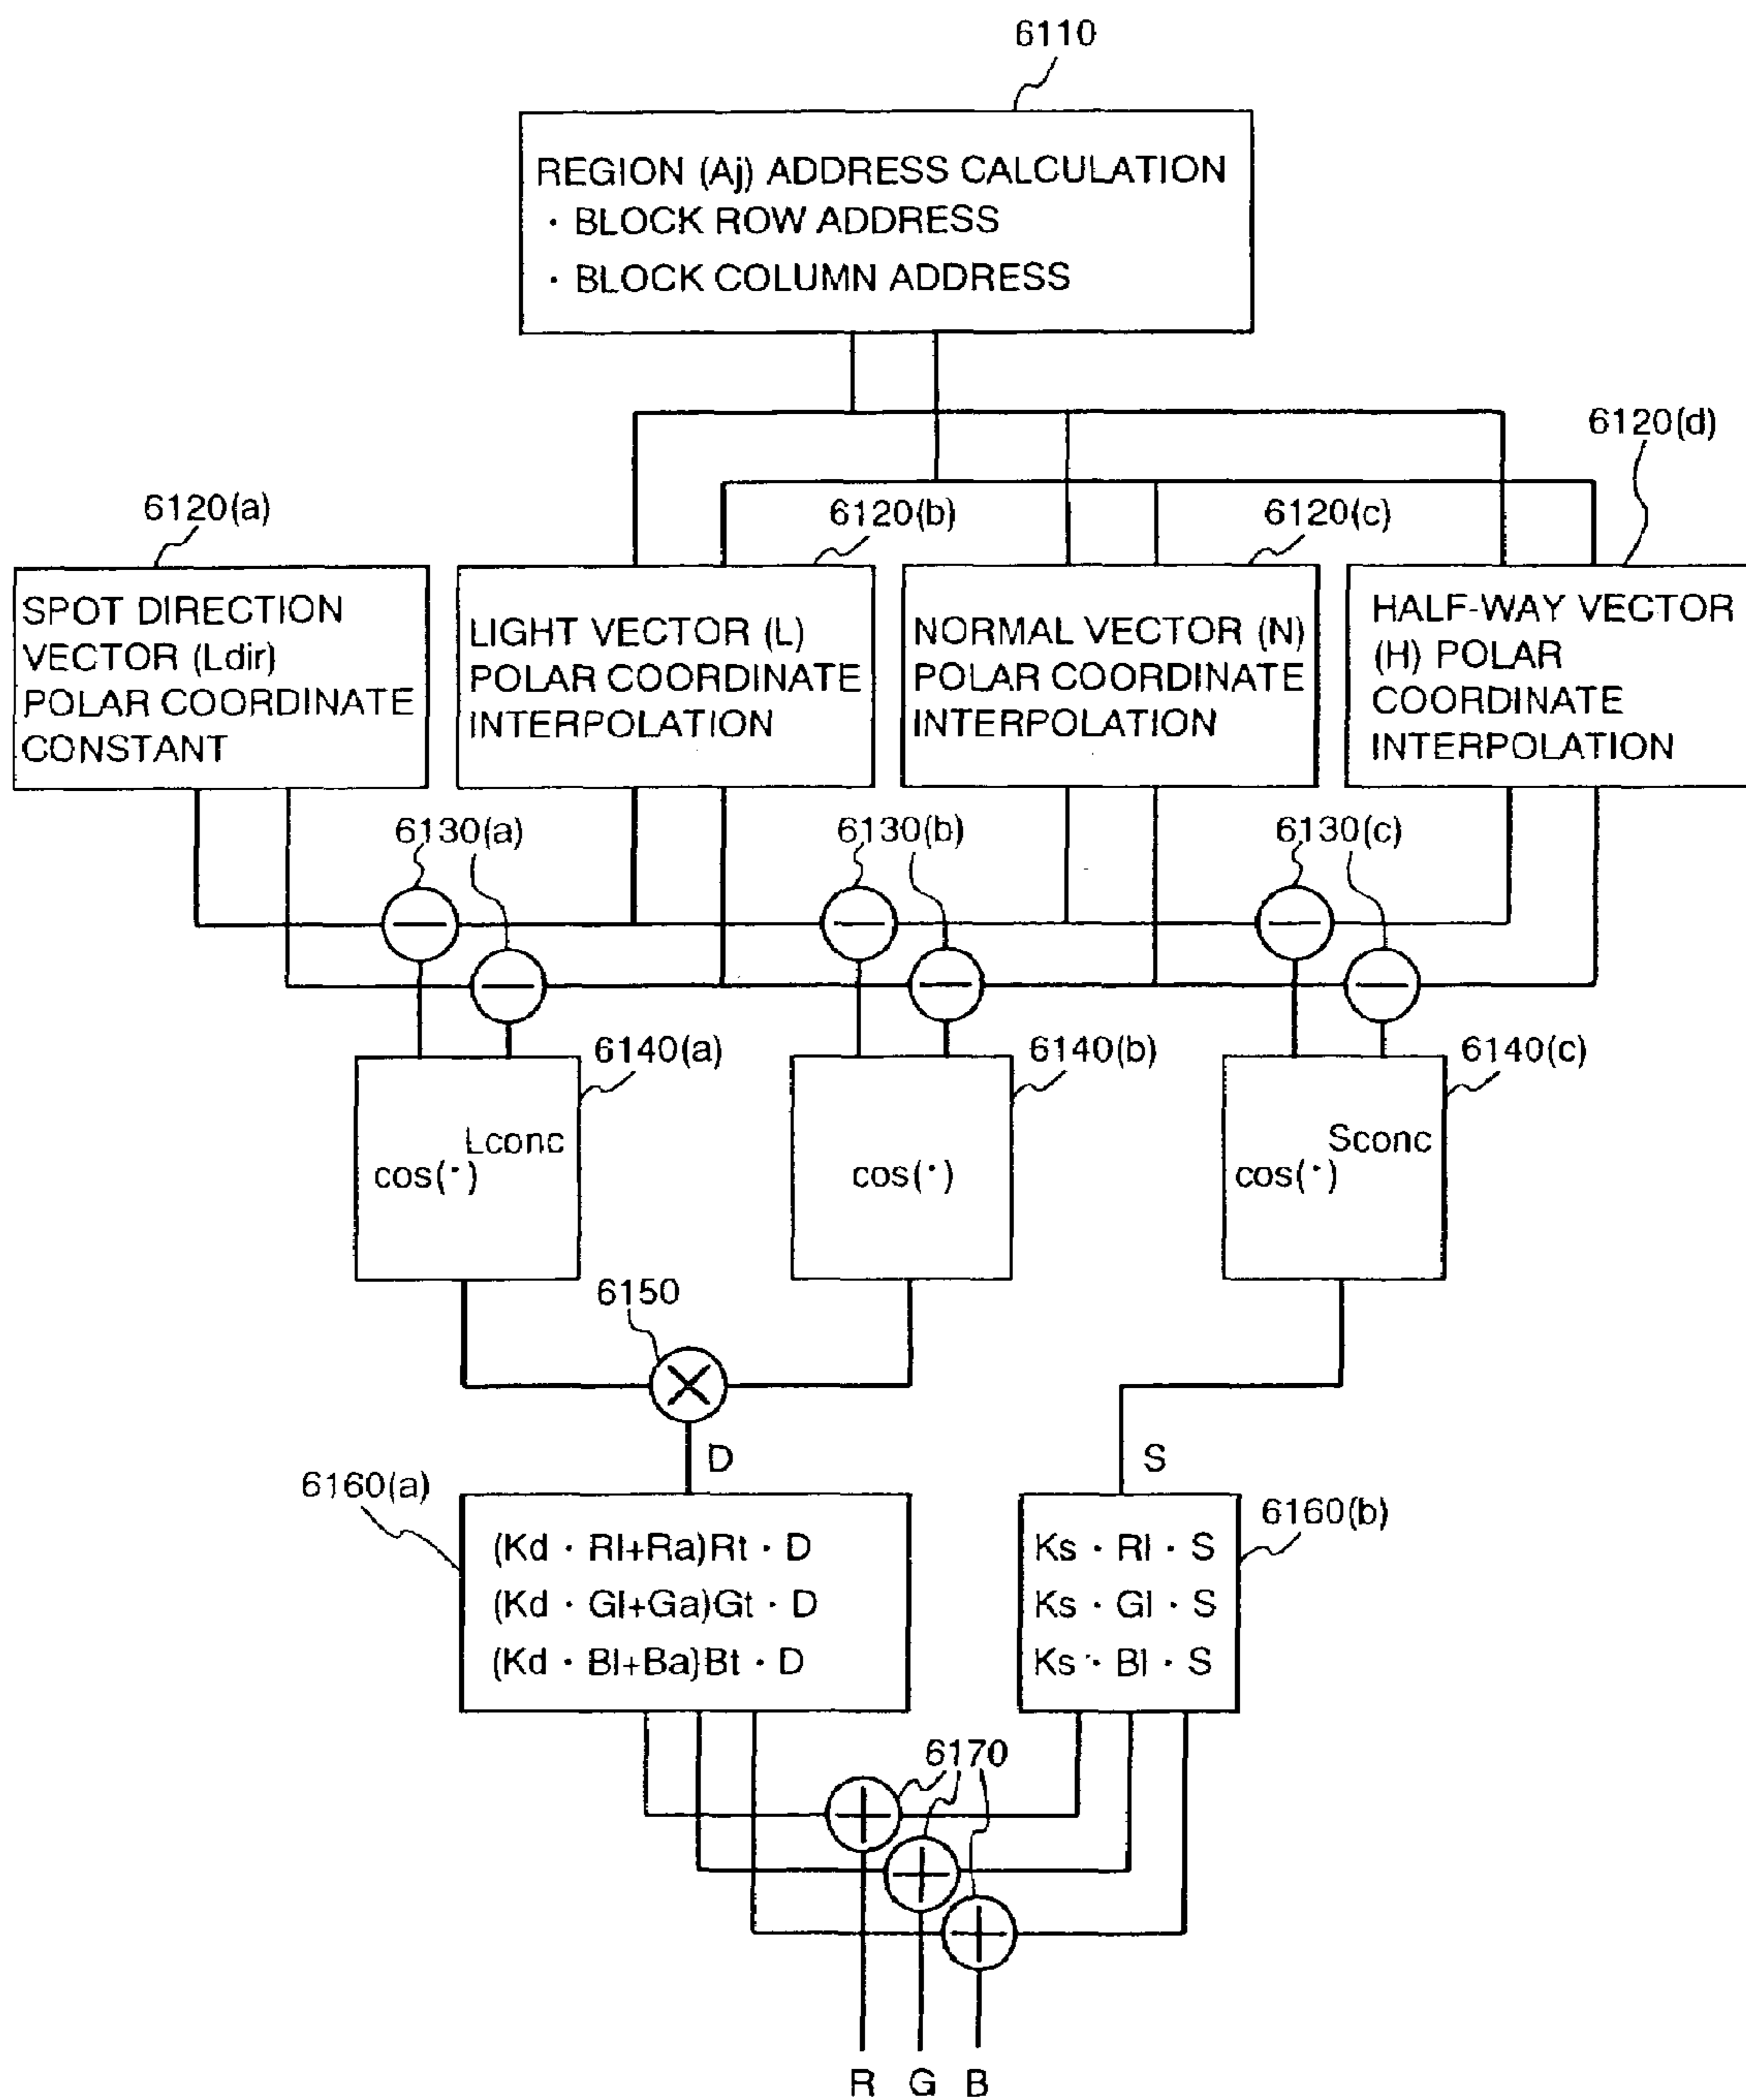 6110
REGION (Aj) ADDRESS CALCULATION
· BLOCK ROW ADDRESS
· BLOCK COLUMN ADDRESS
6120(d)
6120(a)
6120(b)
6120(c)
SPOT DIRECTION
VECTOR (Ldir)
POLAR COORDINATE
CONSTANT
LIGHT VECTOR (L)
POLAR COORDINATE
INTERPOLATION
NORMAL VECTOR (N)
POLAR COORDINATE
INTERPOLATION
HALF-WAY VECTOR
(H) POLAR
COORDINATE
INTERPOLATION
6130(a)
6130(b)
6130(c)
6140(a)
6140(b)
6140(c)
cos(·)Lconc
cos(·)
cos(·)Sconc
6150
D
S
6160(a)
6160(b)
(Kd · Rl+Ra)Rt · D
(Kd · Gl+Ga)Gt · D
(Kd · Bl+Ba)Bt · D
Ks · Rl · S
Ks · Gl · S
Ks · Bl · S
6170
R G B